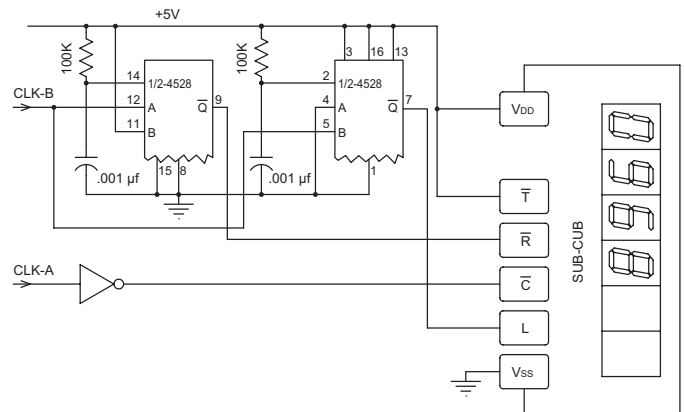 +5V
100K
14
12
11
1/2-4528
A
B
Q̅
9
15
8
.001 µf
CLK-B
100K
2
4
5
3
16
13
1/2-4528
A
B
Q̅
7
1
.001 µf
CLK-A
VDD
T̅
R̅
C̅
L
VSS
SUB-CUB
8960